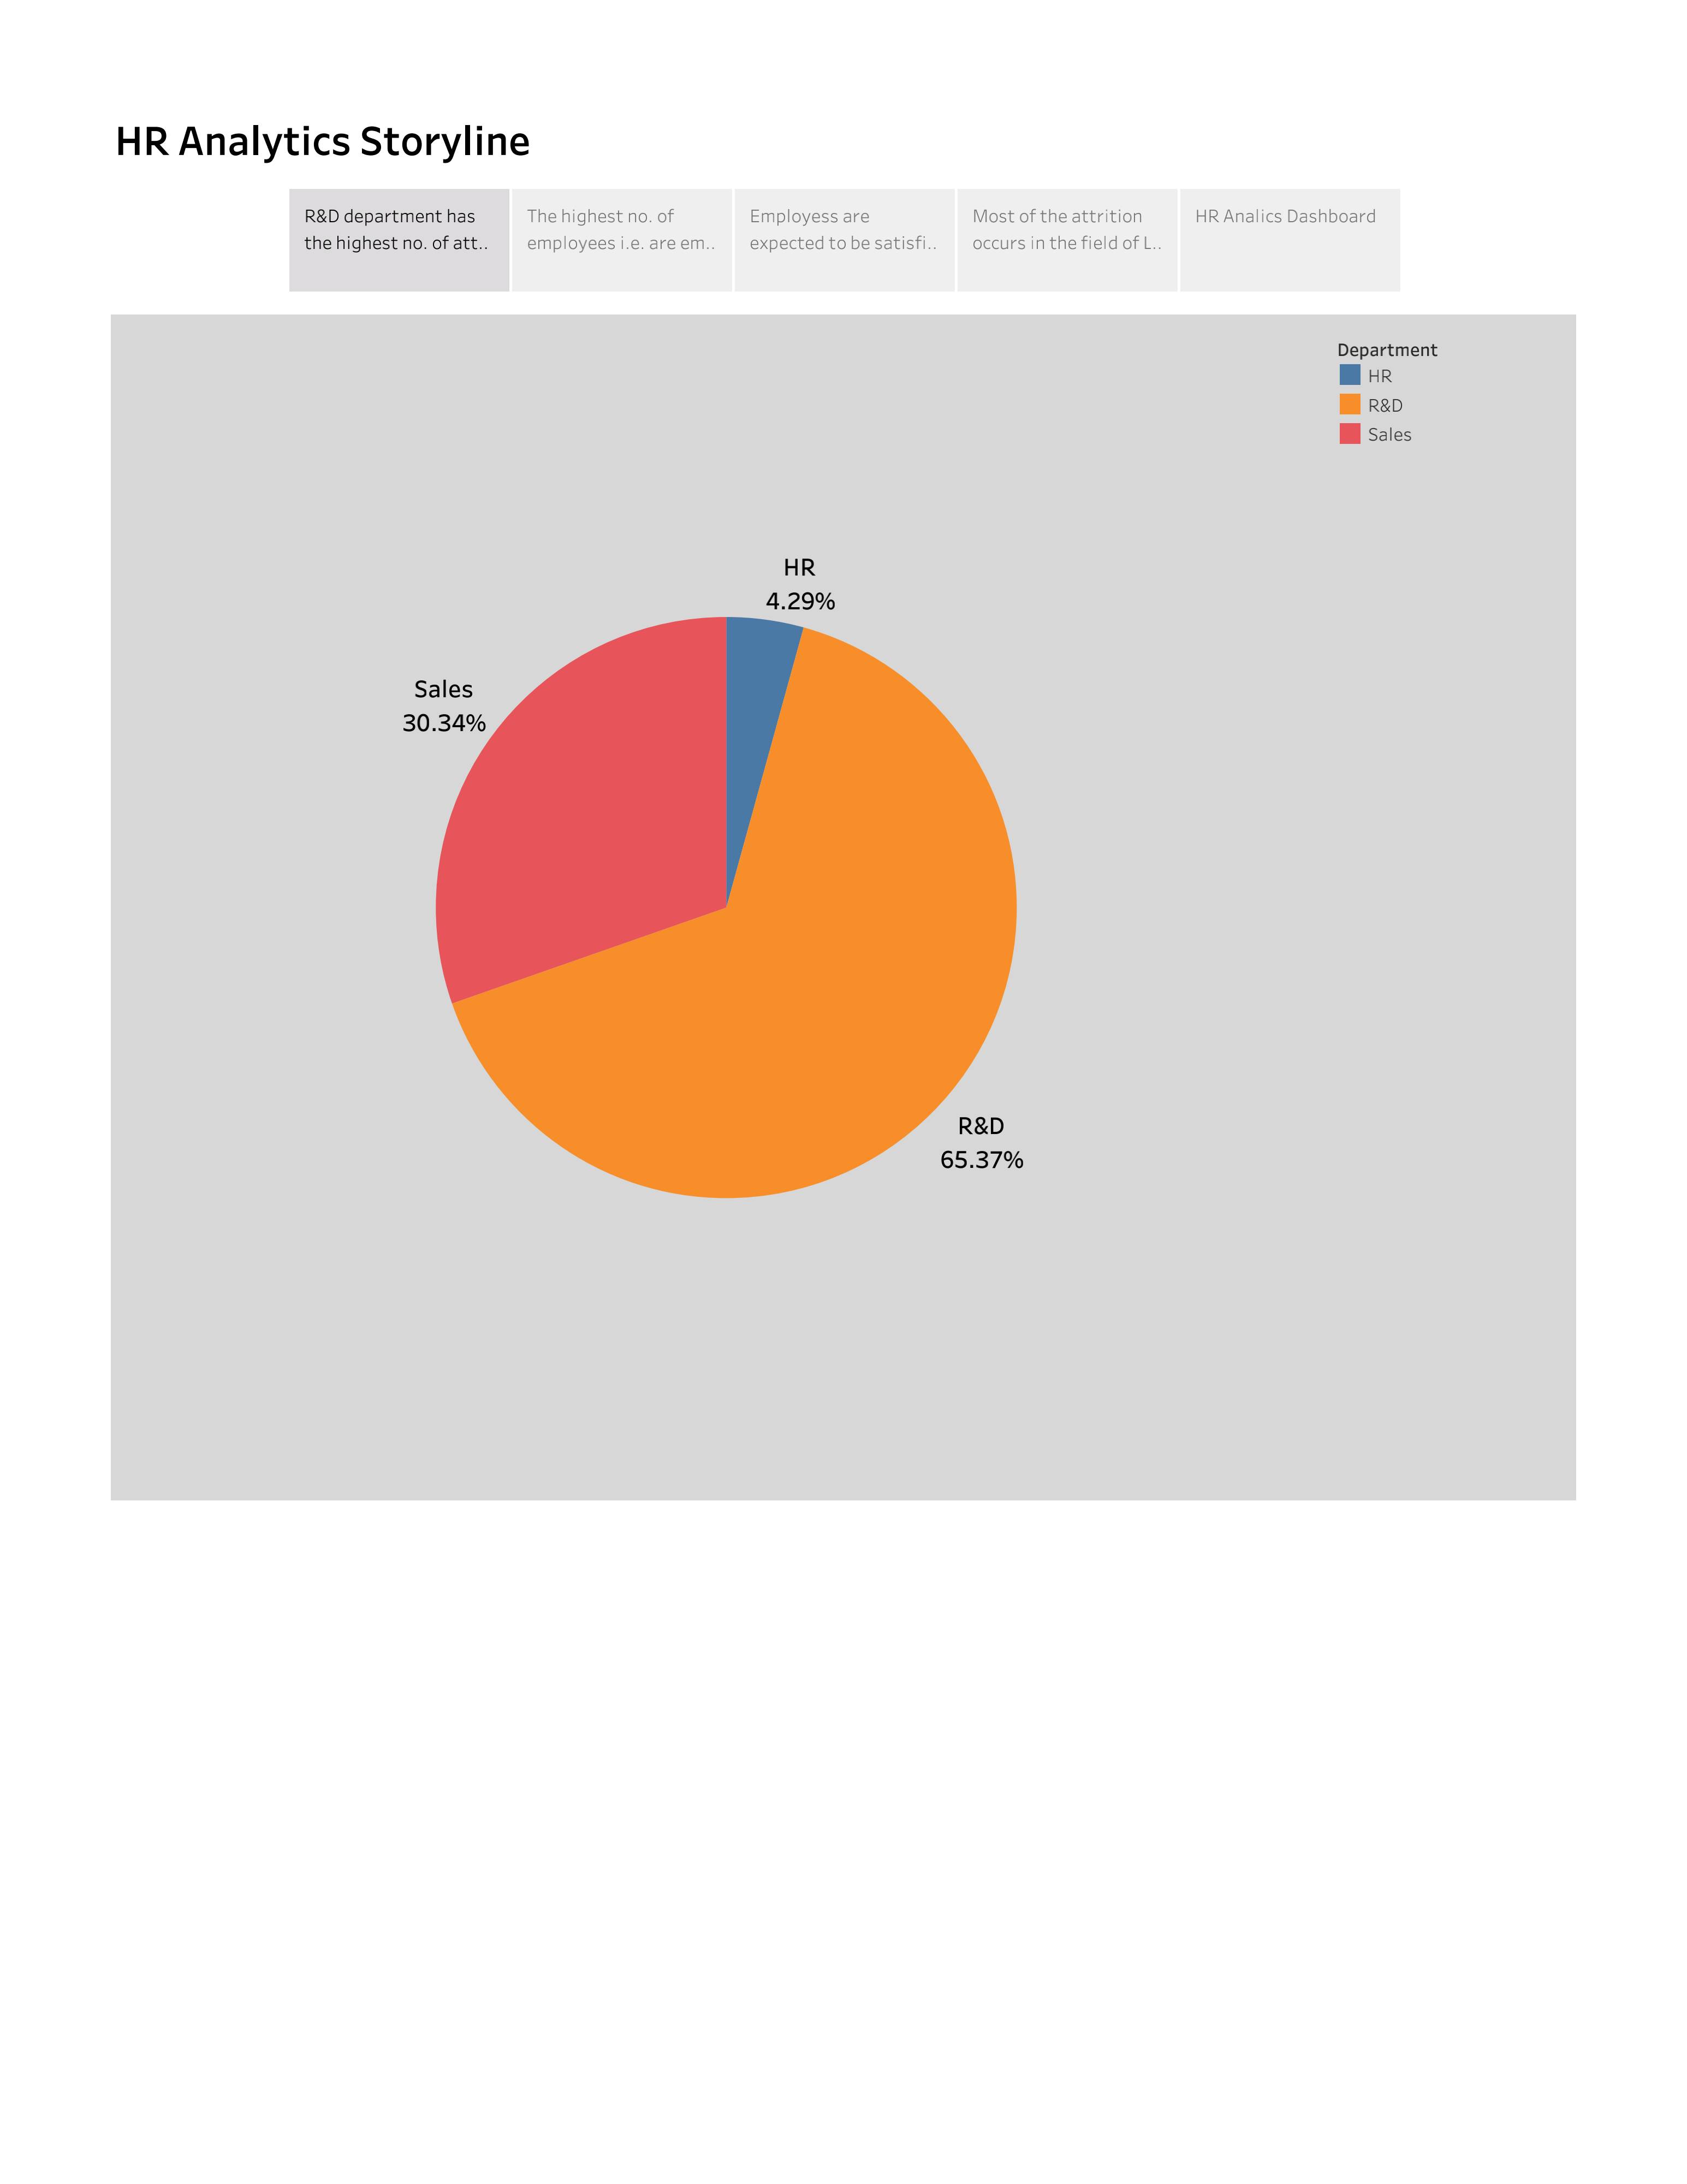 HR Analytics Storyline
R&D department has
the highest no. of att..
The highest no. of
employees i.e. are em..
Employess are
expected to be satisfi..
Most of the attrition
occurs in the field of L..
HR Analics Dashboard
Department
HR
R&D
Sales
HR
4.29%
Sales
30.34%
R&D
65.37%